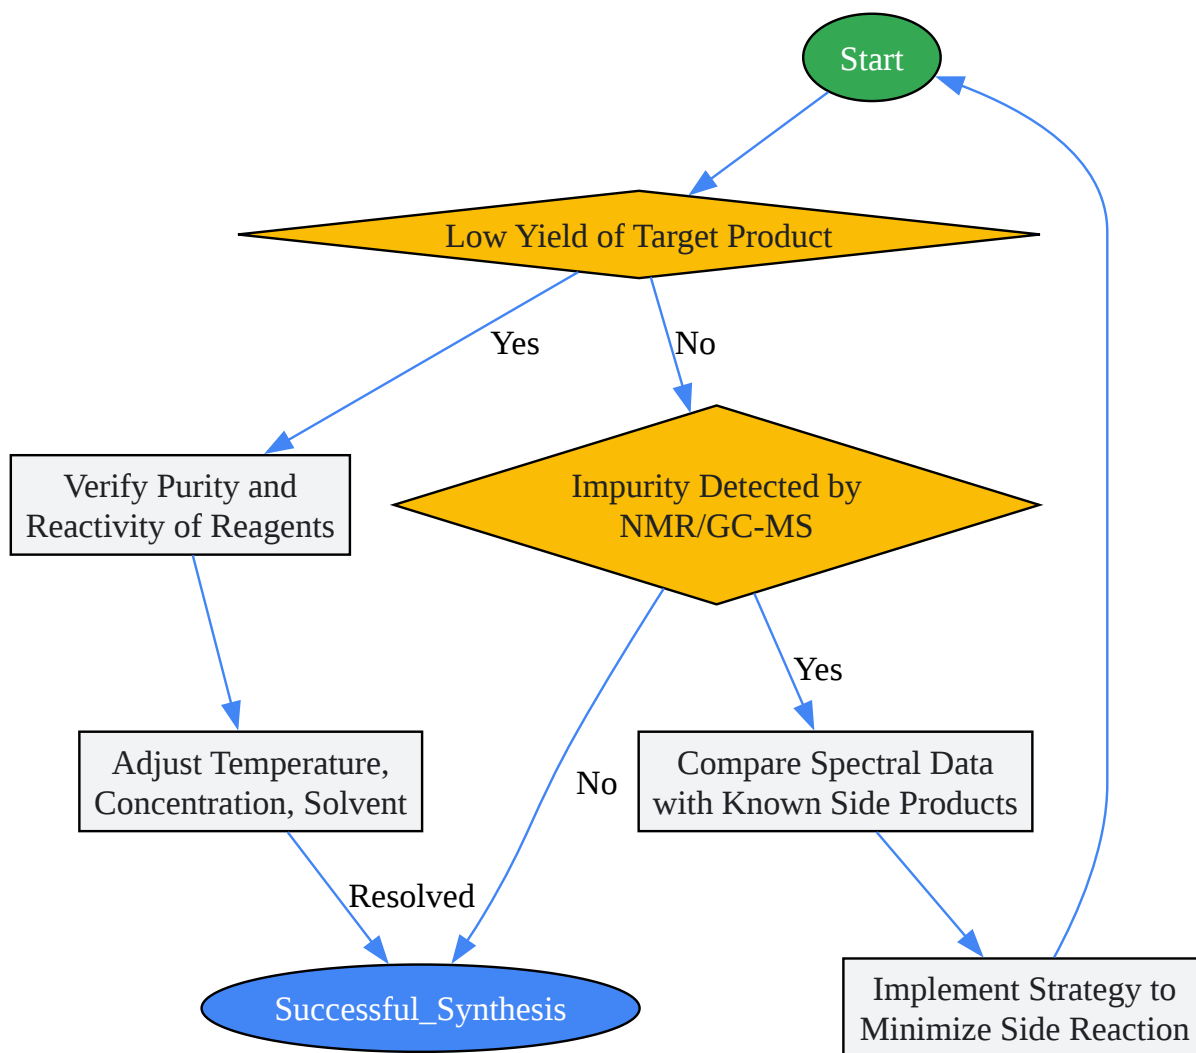 Start
Low Yield of Target Product
Yes
No
Verify Purity and
Reactivity of Reagents
Impurity Detected by
NMR/GC-MS
Yes
Adjust Temperature,
Concentration, Solvent
No
Compare Spectral Data
with Known Side Products
Resolved
Successful_Synthesis
Implement Strategy to
Minimize Side Reaction